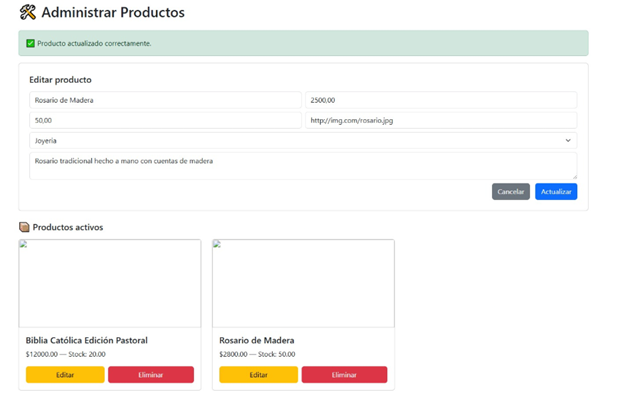 Administrar Productos
Producto actualizado correctamente.
Editar producto
Rosario de Madera
2500,00
50,00
http://img.com/rosario.jpg
Joyería
Rosario tradicional hecho a mano con cuentas de madera
Cancelar Actualizar
Productos activos
Biblia Católica Edición Pastoral
$12000.00 — Stock: 20.00
Editar Eliminar
Rosario de Madera
$2800.00 — Stock: 50.00
Editar Eliminar